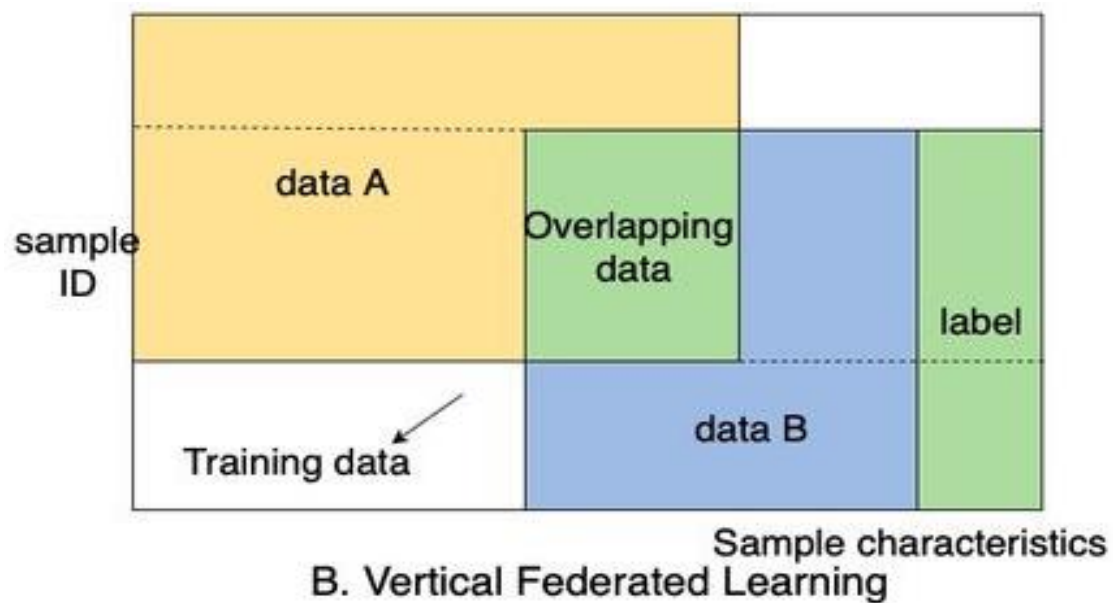 data A
Overlapping
data
sample
ID
label
data B
Training data
Sample characteristics
B. Vertical Federated Learning